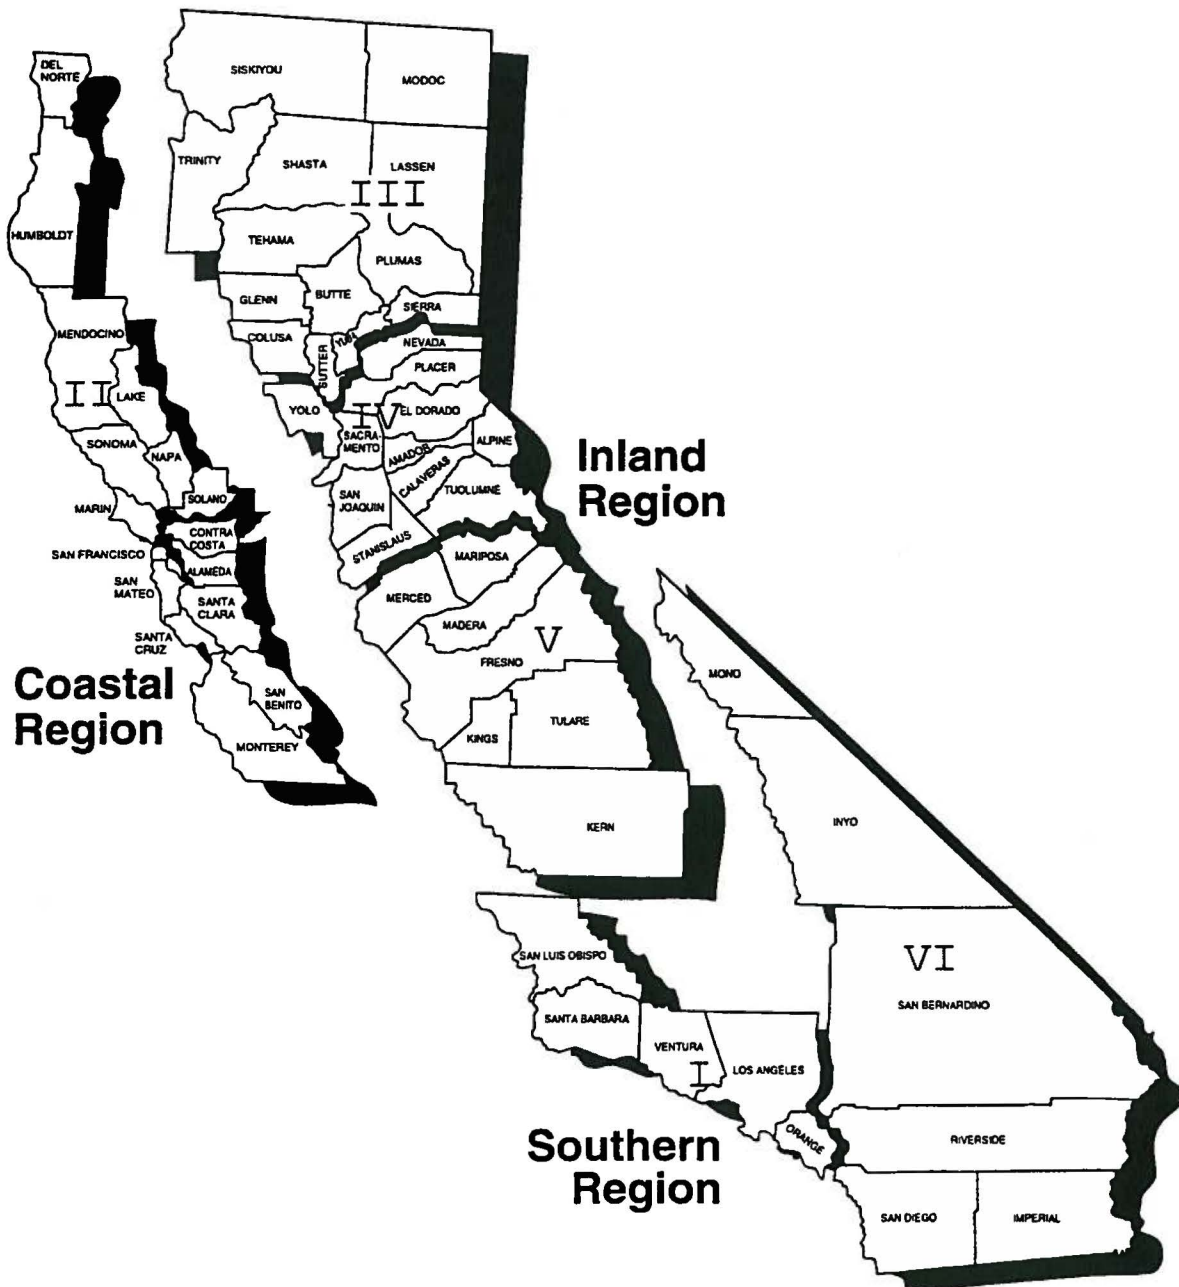 DEL
NORTE
SISKIYOU
MODOC
TRINITY
SHASTA
LASSEN
III
HUMBOLDT
TEHAMA
PLUMAS
GLENN
BUTTE
SIERRA
MENDOCINO
COLUSA
YUBA
NEVADA
SUTTER
PLACER
II
LAKE
YOLO
IV
EL DORADO
SONOMA
SACRA-
MENTO
ALPINE
NAPA
AMADOR
CALAVERAS
Inland
Region
SOLANO
SAN
JOAQUIN
TUOLUMNE
MARIN
CONTRA
COSTA
STANISLAUS
SAN FRANCISCO
MARIPOSA
ALAMEDA
SAN
MATEO
SANTA
CLARA
MERCED
MADERA
SANTA
CRUZ
V
FRESNO
Coastal
Region
MONO
SAN
BENITO
TULARE
KINGS
MONTEREY
KERN
INYO
SAN LUIS OBISPO
VI
SAN BERNARDINO
SANTA BARBARA
VENTURA
I
LOS ANGELES
ORANGE
RIVERSIDE
Southern
Region
SAN DIEGO
IMPERIAL